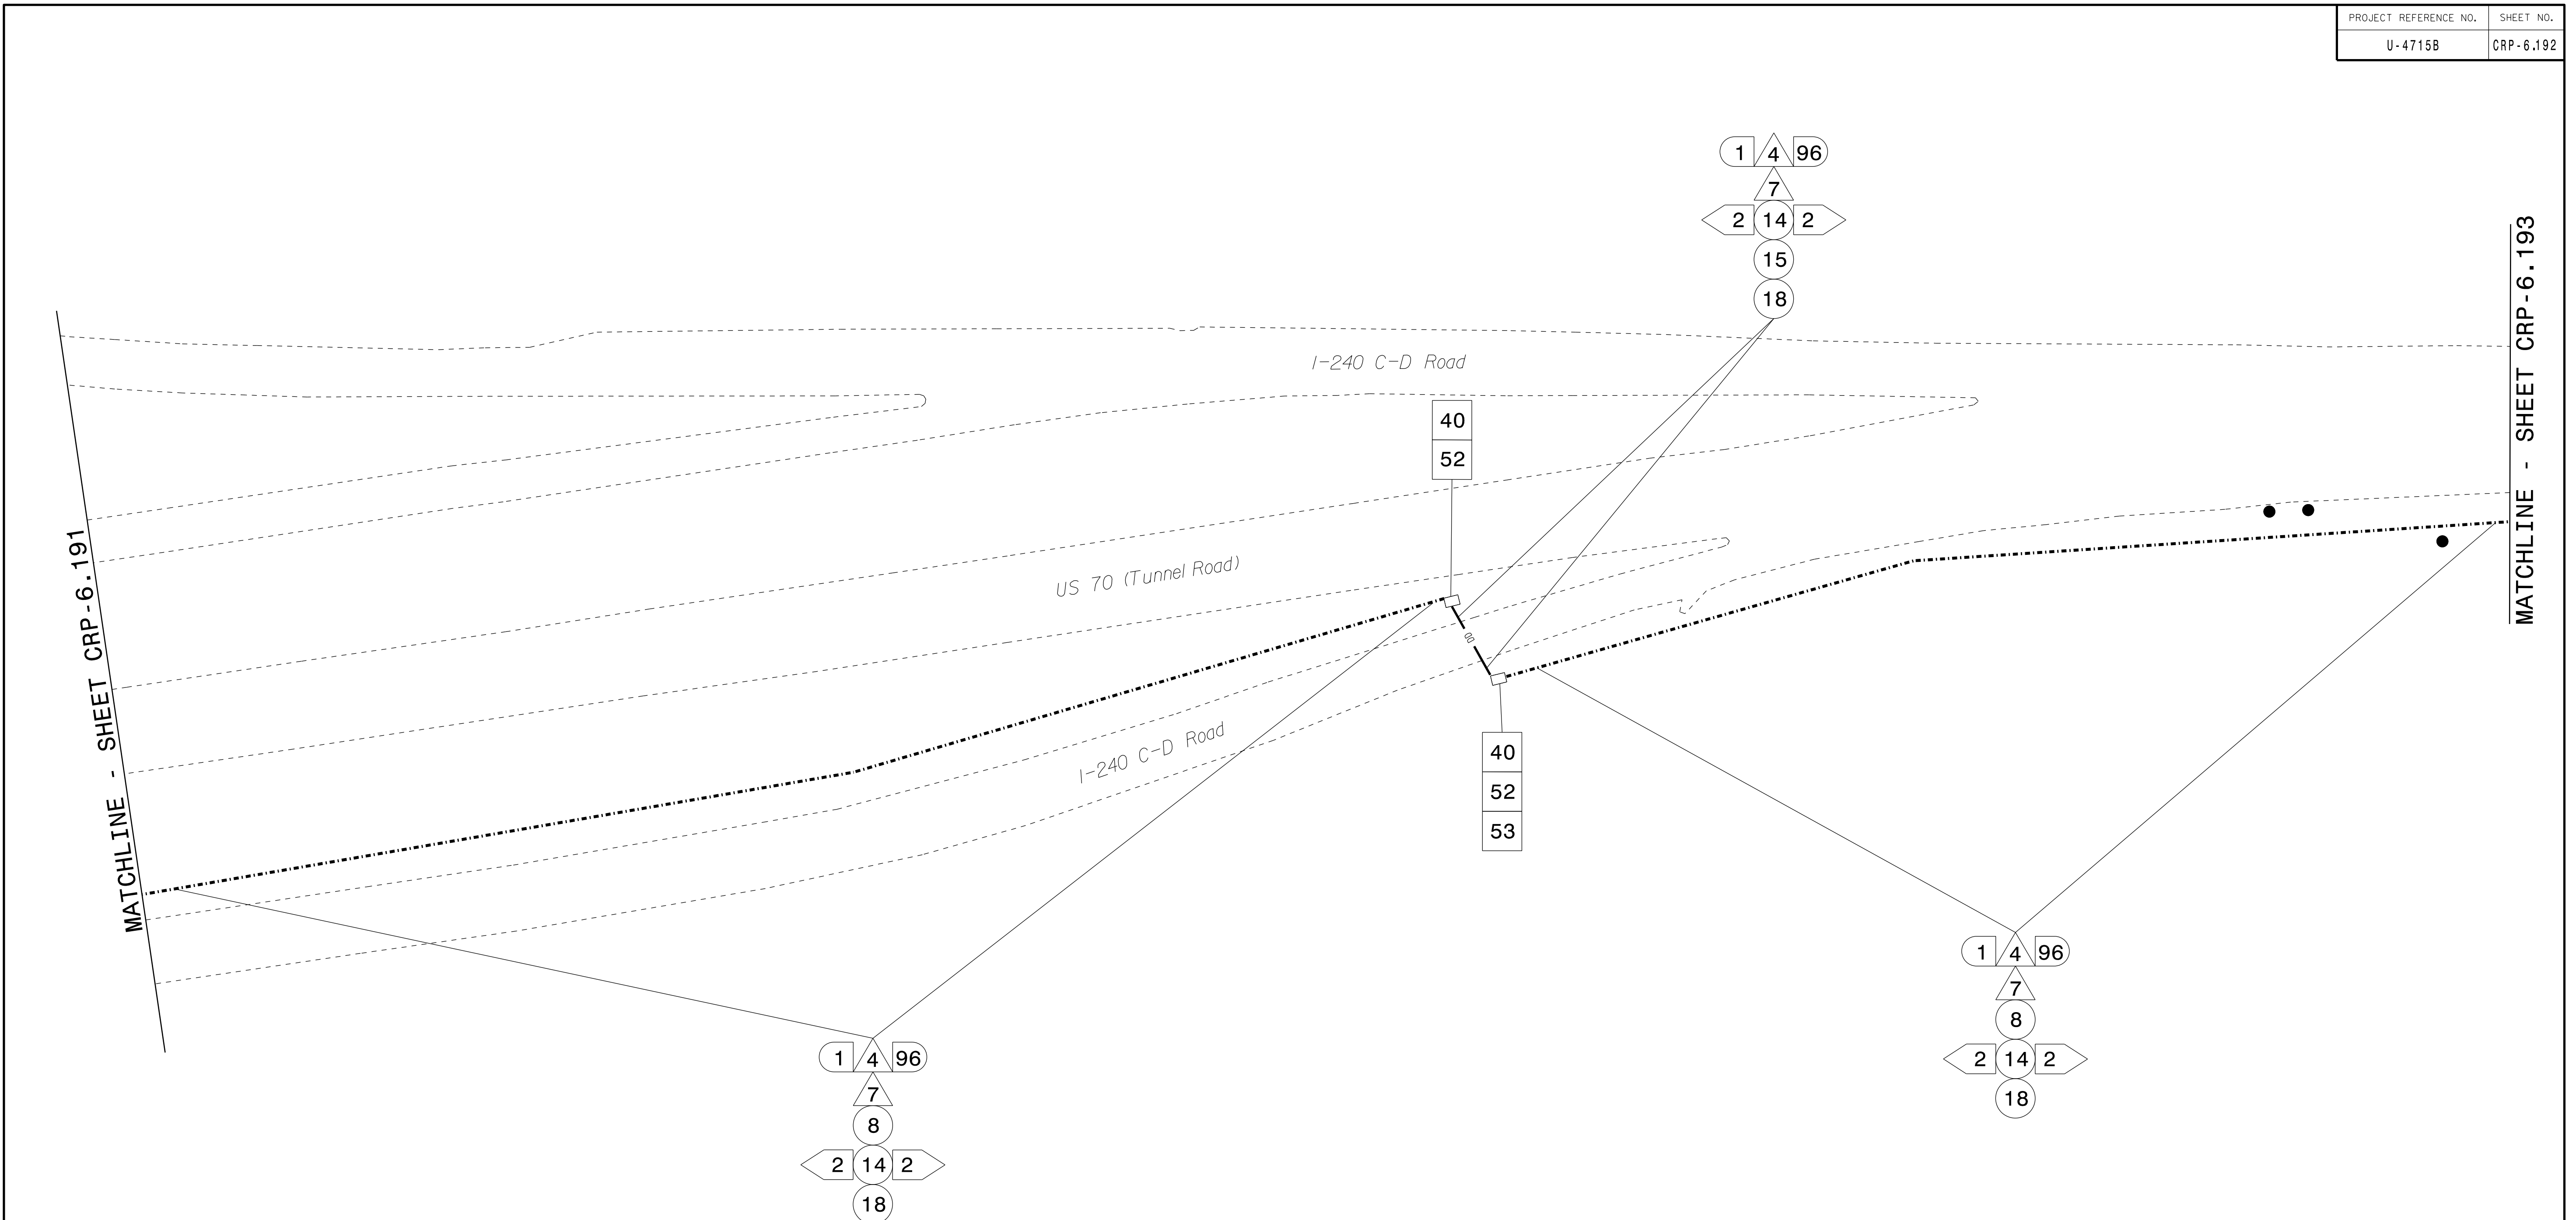 PROJECT REFERENCE NO. SHEET NO.
U-4715B CRP-6.192
1 4 96
7
2 14 2
15
18
MATCHLINE - SHEET CRP-6.193
I-240 C-D Road
40
52
US 70 (Tunnel Road)
MATCHLINE - SHEET CRP-6.191
I-240 C-D Road
40
52
53
1 4 96
7
8
2 14 2
18
1 4 96
7
8
2 14 2
18